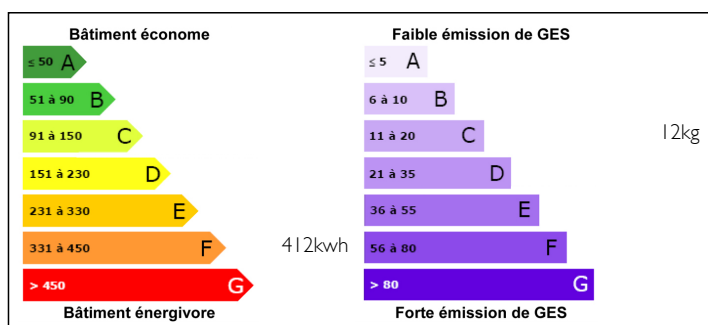 Bâtiment économe
≤ 50 A
51 à 90 B
91 à 150 C
151 à 230 D
231 à 330 E
331 à 450 F
412kwh
> 450 G
Bâtiment énergivore
Faible émission de GES
≤ 5 A
6 à 10 B
11 à 20 C
12kg
21 à 35 D
36 à 55 E
56 à 80 F
> 80 G
Forte émission de GES